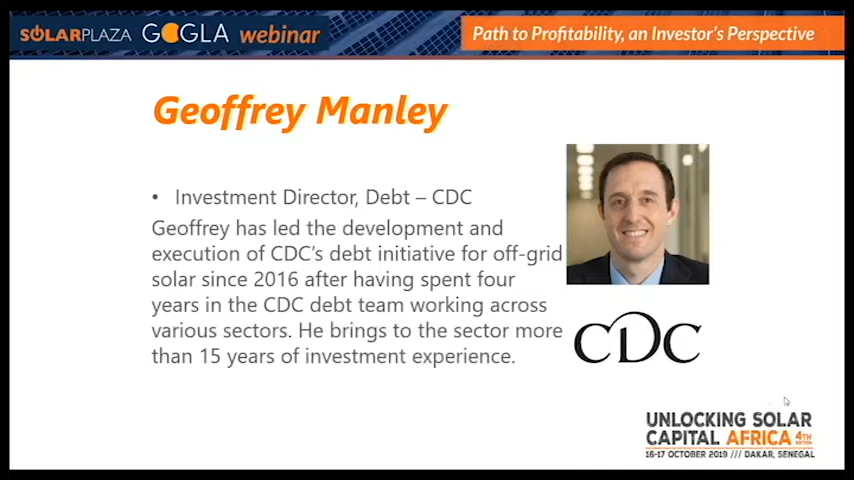 SOLARPLAZA GOGLA webinar
Path to Profitability, an Investor's Perspective
Geoffrey Manley
• Investment Director, Debt – CDC
Geoffrey has led the development and
execution of CDC's debt initiative for off-grid
solar since 2016 after having spent four
years in the CDC debt team working across
various sectors. He brings to the sector more
than 15 years of investment experience.
CDC
UNLOCKING SOLAR
CAPITAL AFRICA 4TH EDITION
16-17 OCTOBER 2019 /// DAKAR, SENEGAL